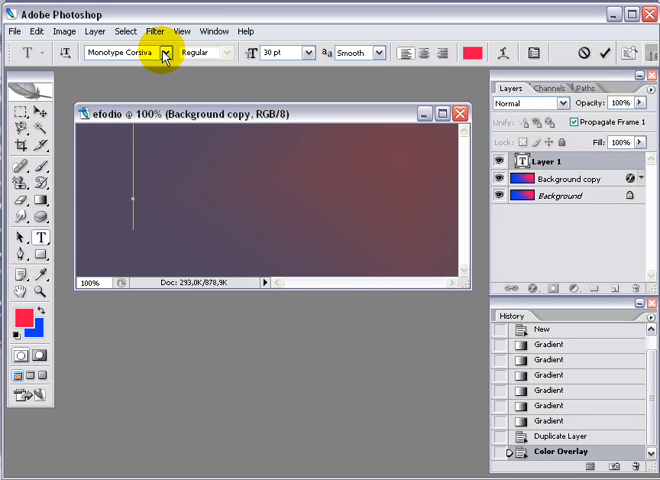 Adobe Photoshop
File Edit Image Layer Select Filter View Window Help
T T Monotype Corsiva Regular T 30 pt aa Smooth
Layers Channels Paths
Normal Opacity: 100%
Unify: Propagate Frame 1
Lock: Fill: 100%
T Layer 1
Background copy
Background
efodio @ 100% (Background copy, RGB/8)
T
100% Doc: 293,0K/878,9K
History
New
Gradient
Gradient
Gradient
Gradient
Gradient
Gradient
Duplicate Layer
Color Overlay